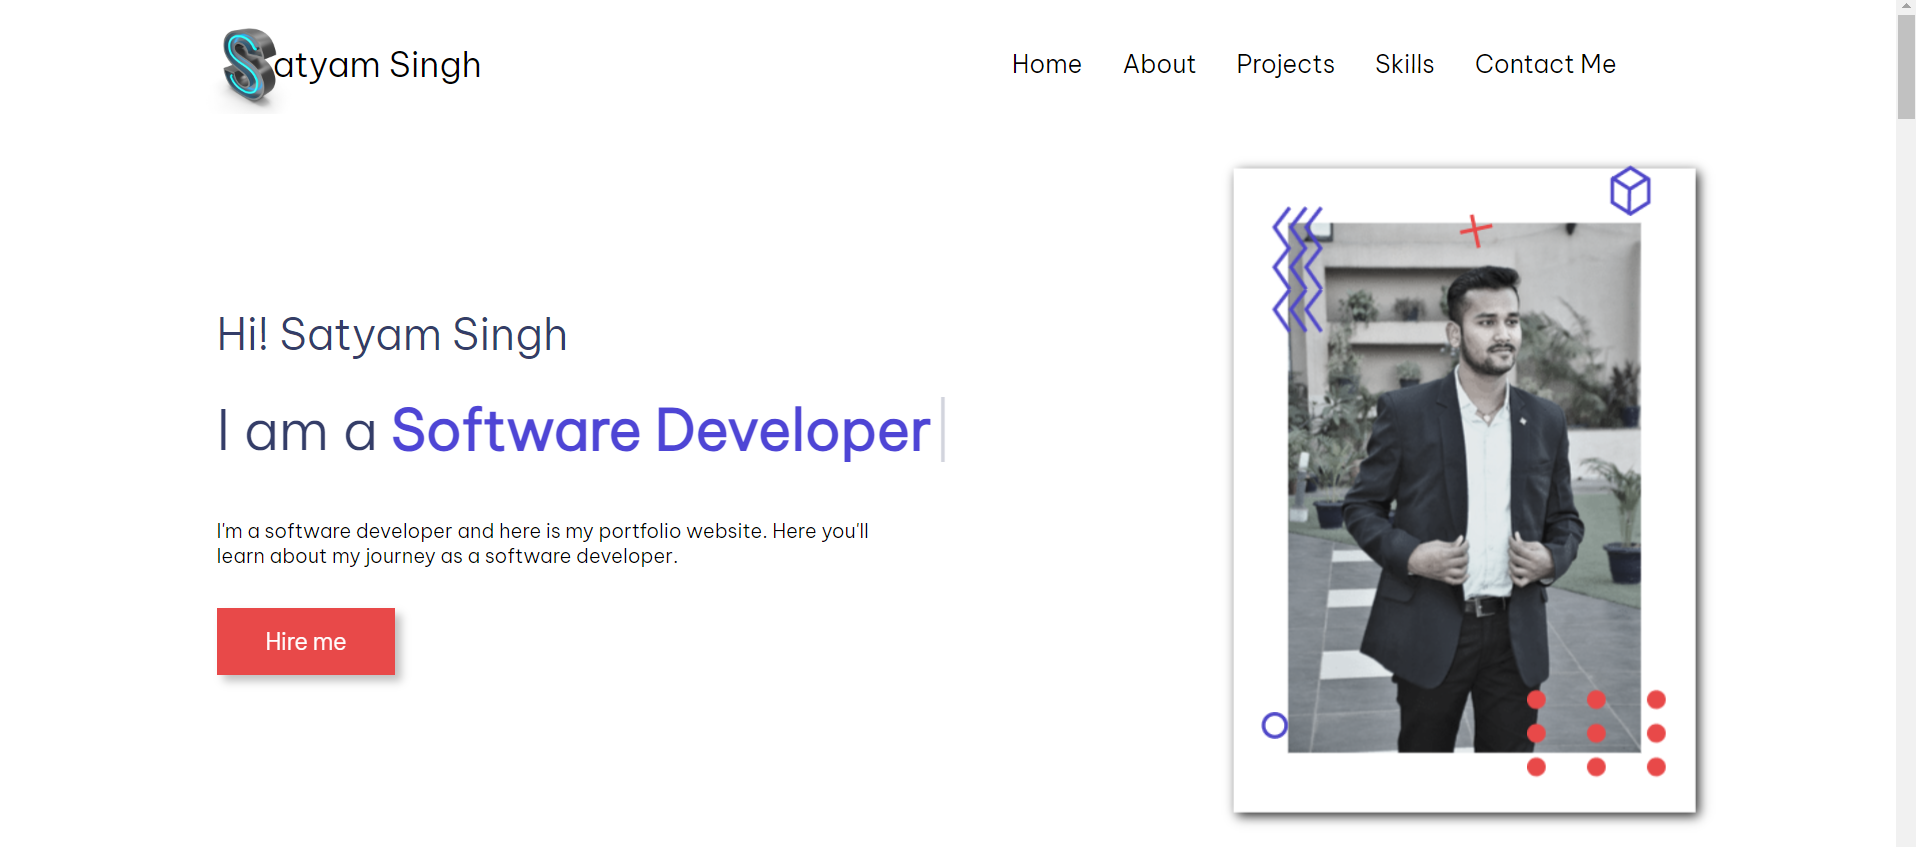 Satyam Singh
Home About Projects Skills Contact Me
Hi! Satyam Singh
I am a Software Developer
I'm a software developer and here is my portfolio website. Here you'll
learn about my journey as a software developer.
Hire me